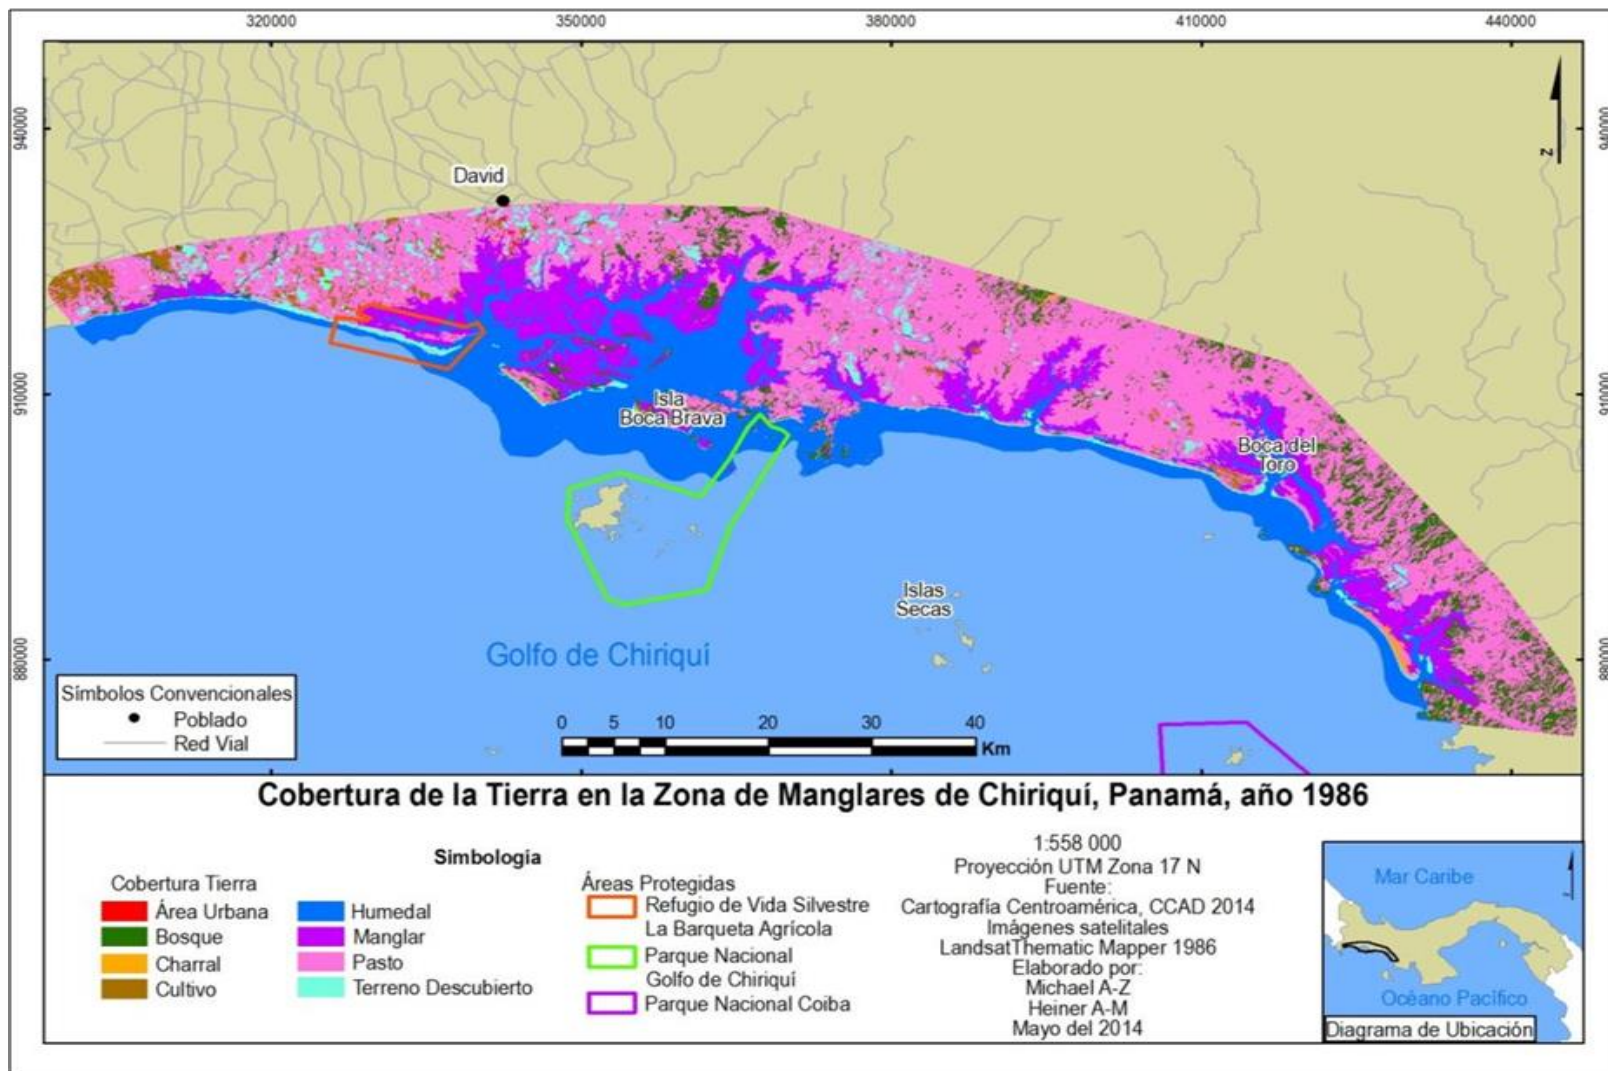 320000
350000
380000
410000
440000
940000
940000
910000
910000
880000
880000
Z
David
Isla
Boca Brava
Boca del
Toro
Islas
Secas
Golfo de Chiriquí
Símbolos Convencionales
Poblado
Red Vial
0 5 10 20 30 40
Km
Cobertura de la Tierra en la Zona de Manglares de Chiriquí, Panamá, año 1986
Simbologia
Cobertura Tierra
Área Urbana
Bosque
Charral
Cultivo
Humedal
Manglar
Pasto
Terreno Descubierto
Áreas Protegidas
Refugio de Vida Silvestre
La Barqueta Agrícola
Parque Nacional
Golfo de Chiriquí
Parque Nacional Coiba
1:558 000
Proyección UTM Zona 17 N
Fuente:
Cartografía Centroamérica, CCAD 2014
Imágenes satelitales
LandsatThematic Mapper 1986
Elaborado por:
Michael A-Z
Heiner A-M
Mayo del 2014
Mar Caribe
Océano Pacífico
Diagrama de Ubicación